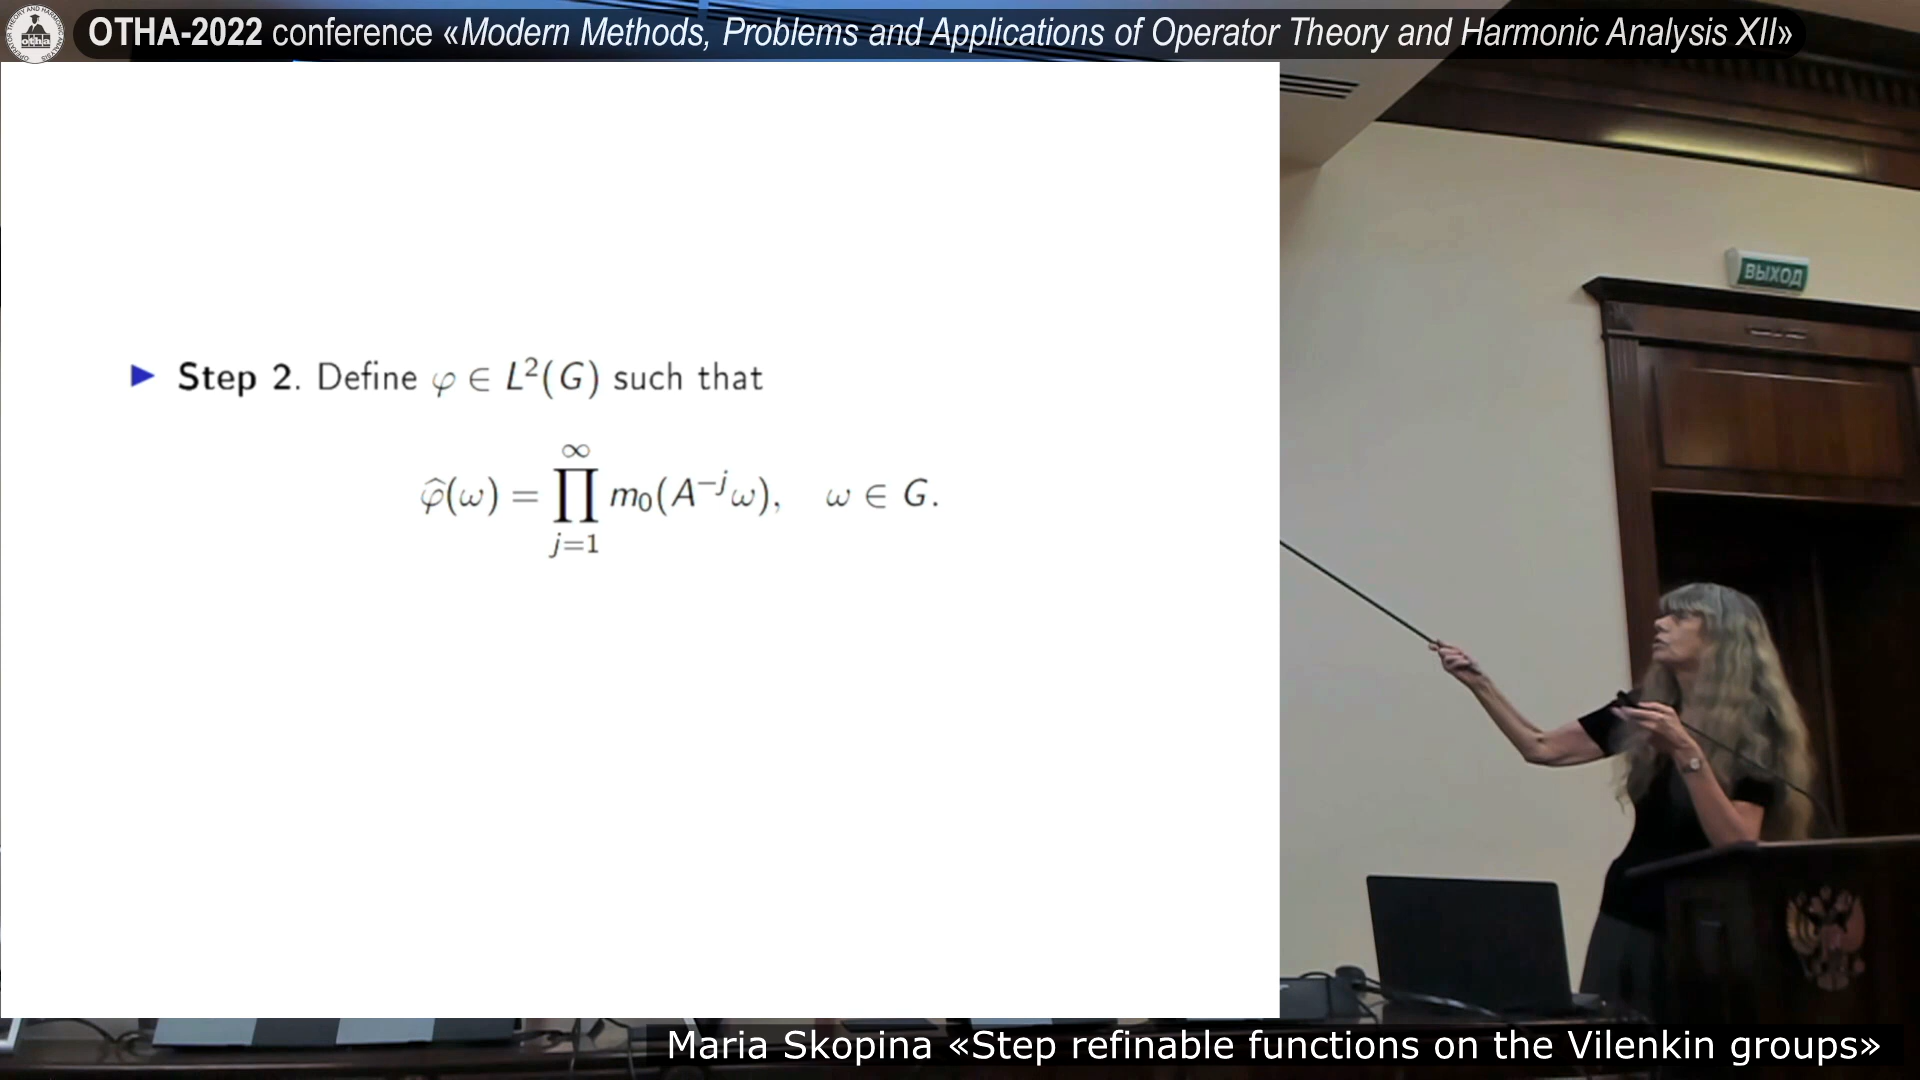 OTHA-2022 conference «Modern Methods, Problems and Applications of Operator Theory and Harmonic Analysis XII»
ВЫХОД
▶ Step 2. Define φ ∈ L²(G) such that
φ̂(ω) = ∏_{j=1}^{∞} m₀(A⁻ʲω), ω ∈ G.
Maria Skopina «Step refinable functions on the Vilenkin groups»